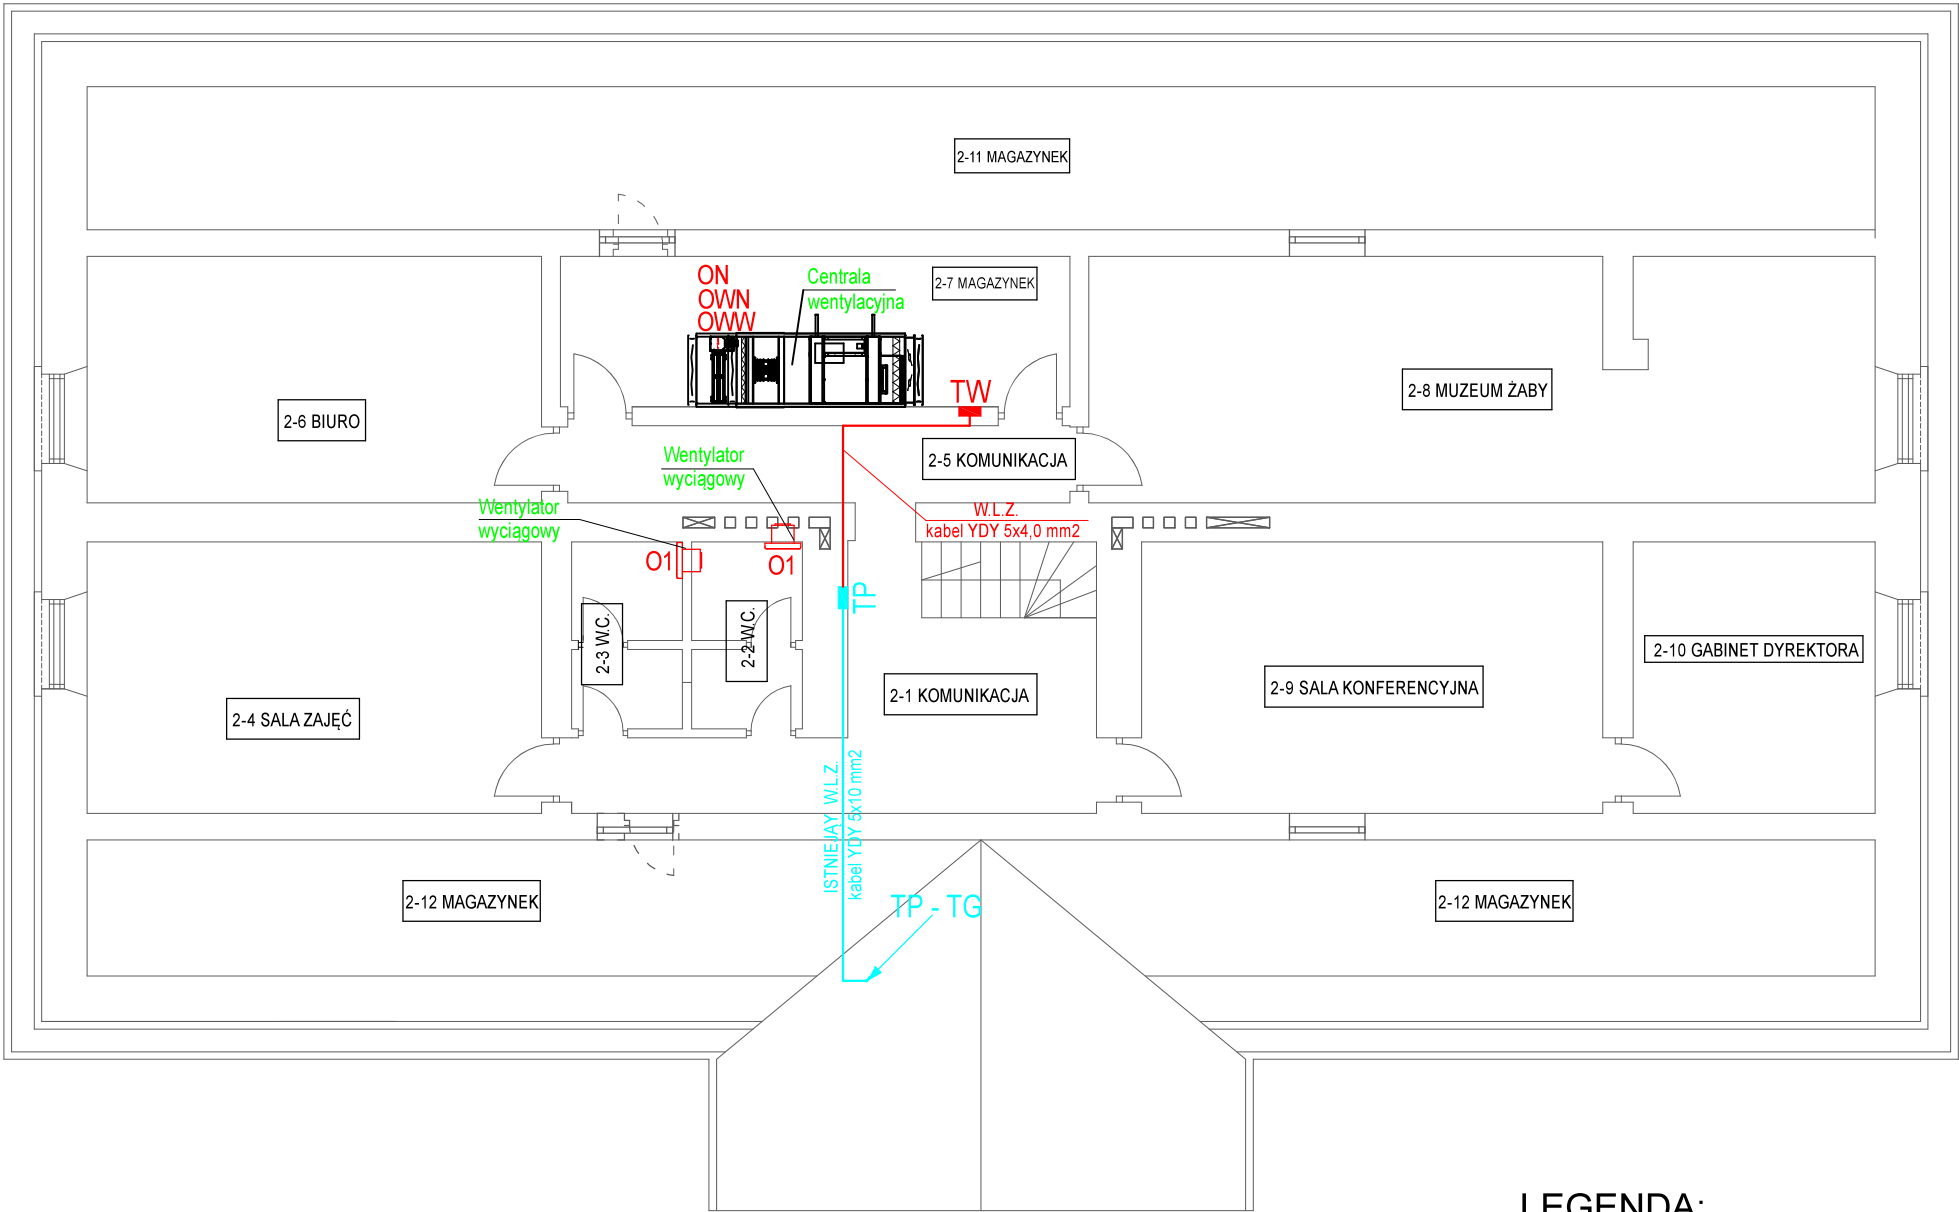 2-11 MAGAZYNEK
ON
OWN
OWW
Centrala
wentylacyjna
2-7 MAGAZYNEK
TW
2-6 BIURO
2-8 MUZEUM ŻABY
2-5 KOMUNIKACJA
Wentylator
wyciągowy
Wentylator
wyciągowy
W.L.Z.
kabel YDY 5x4,0 mm2
O1
O1
TP
2-3 W.C.
2-2 W.C.
2-10 GABINET DYREKTORA
2-1 KOMUNIKACJA
2-9 SALA KONFERENCYJNA
2-4 SALA ZAJĘĆ
ISTNIEJĄY W.L.Z.
kabel YDY 5x10 mm2
2-12 MAGAZYNEK
TP - TG
2-12 MAGAZYNEK
LEGENDA: